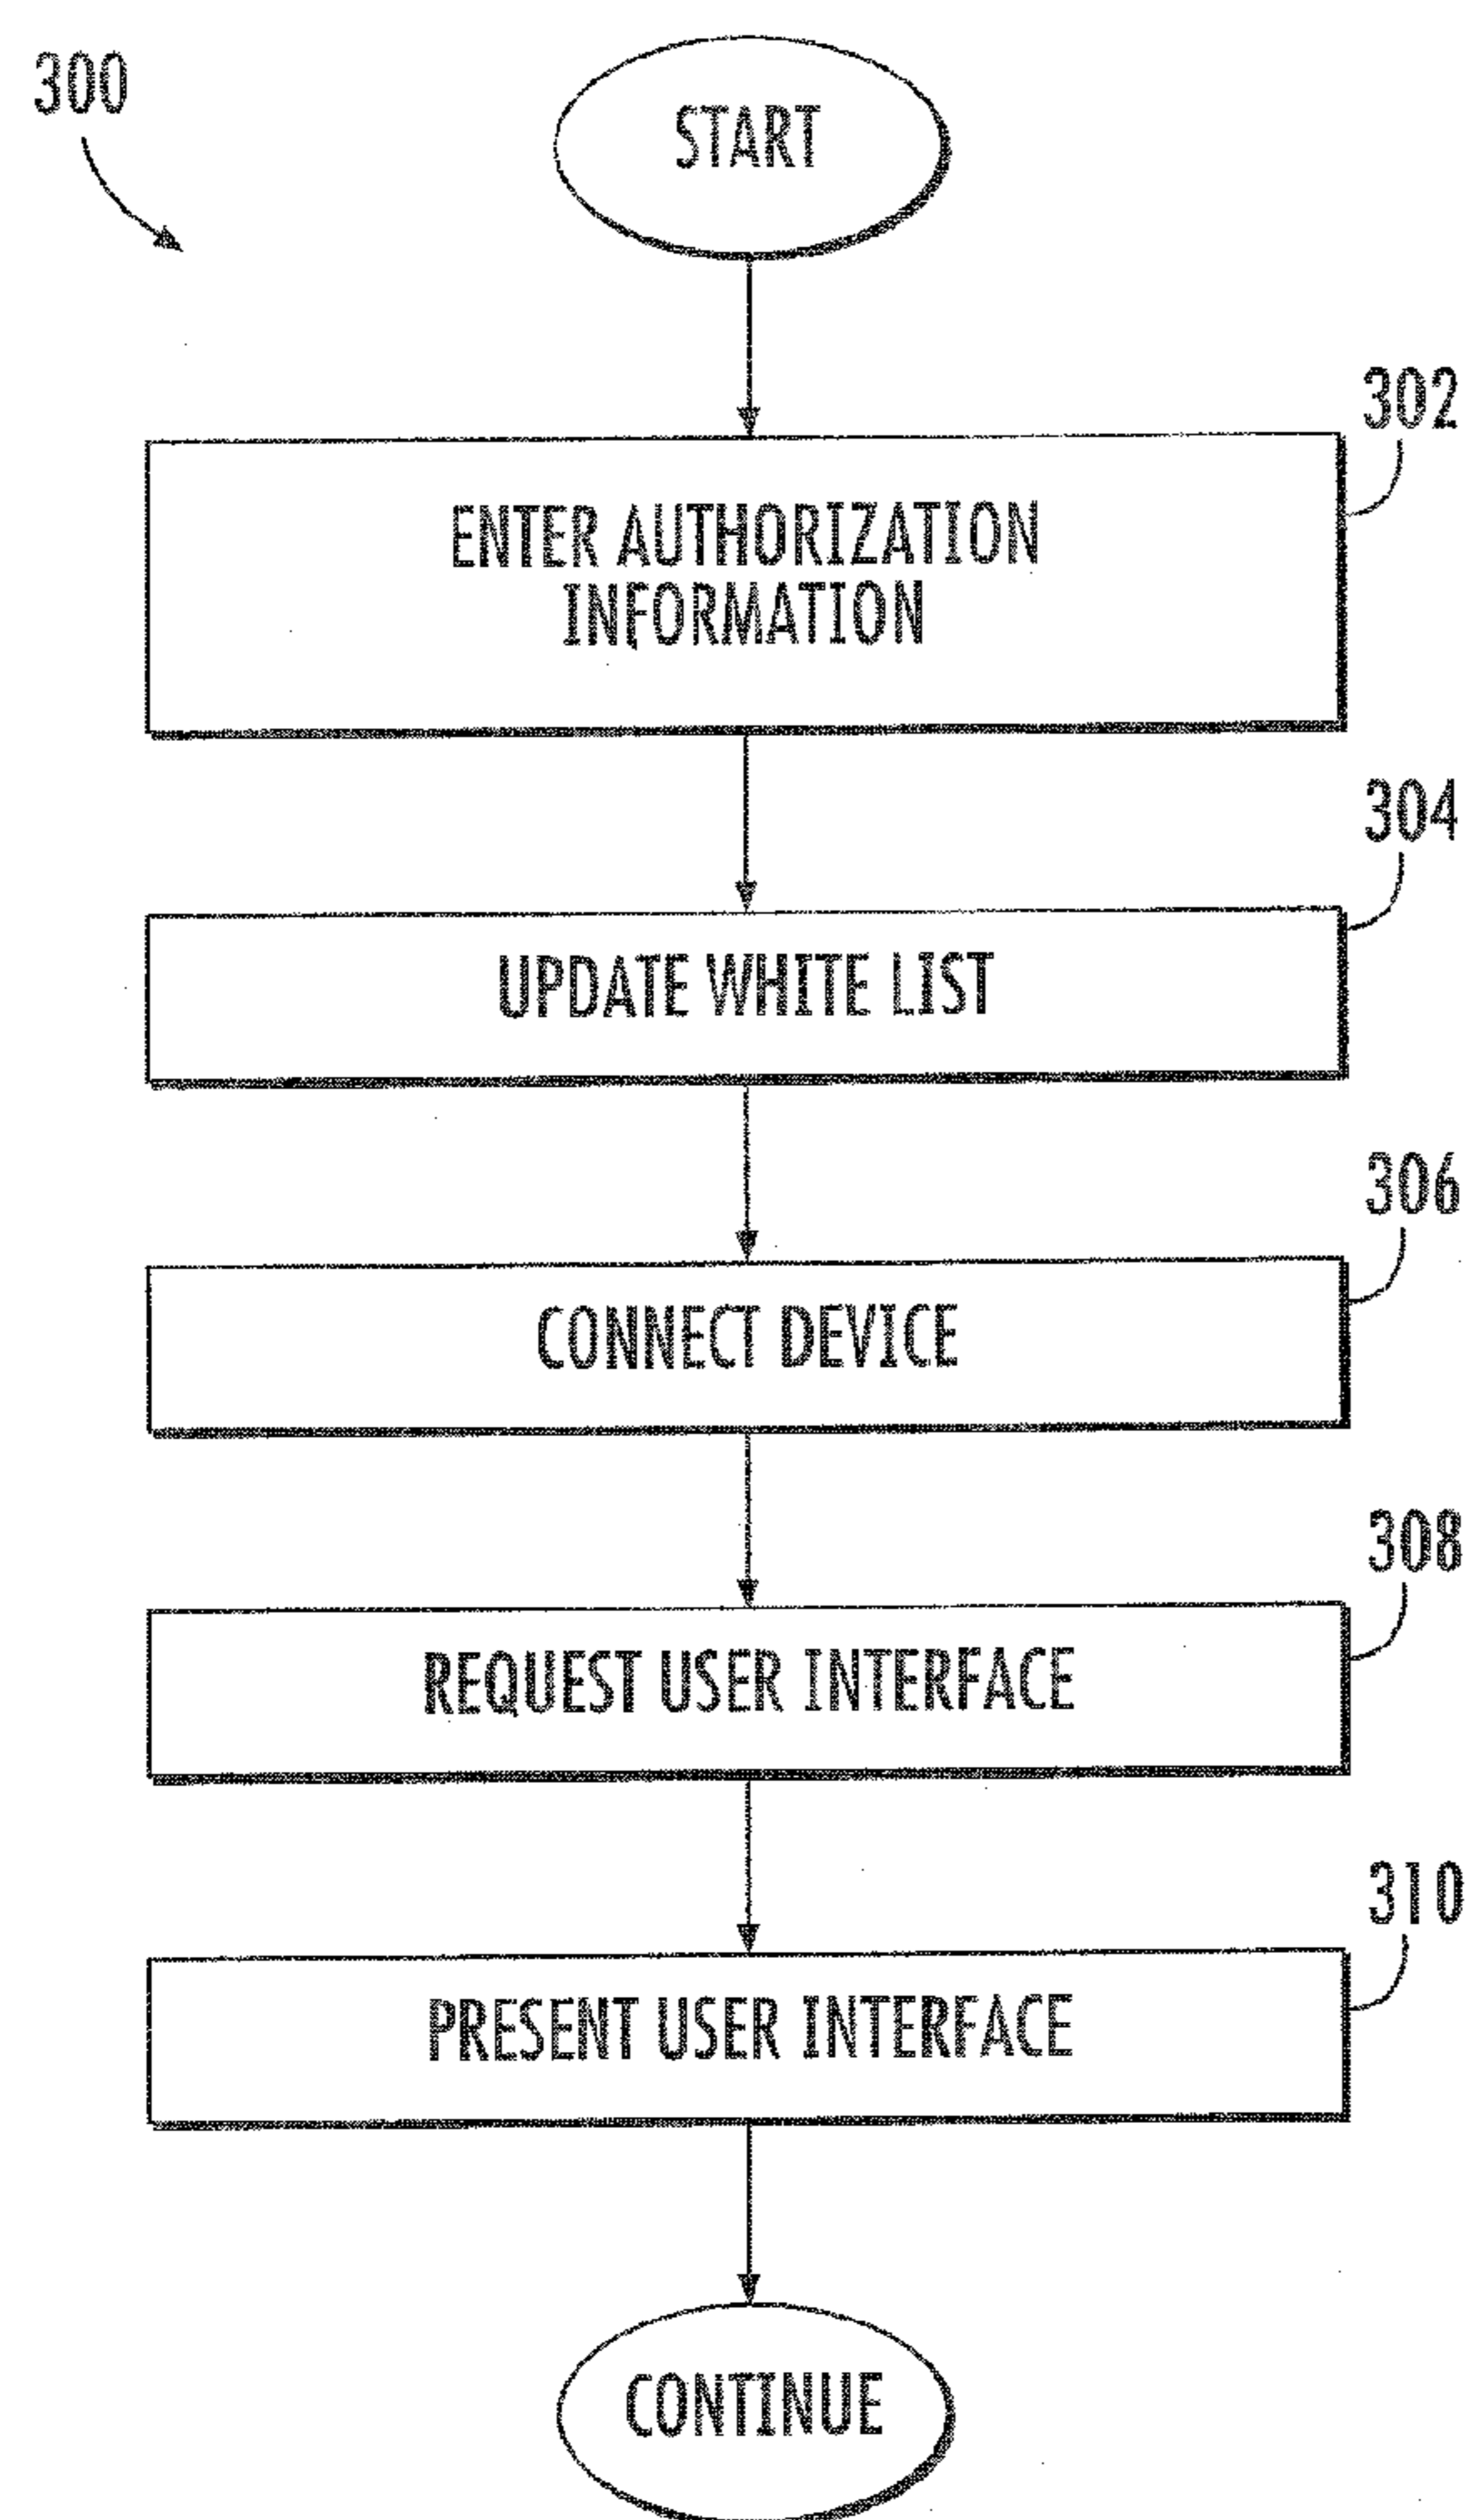 300
START
302
ENTER AUTHORIZATION
INFORMATION
304
UPDATE WHITE LIST
306
CONNECT DEVICE
308
REQUEST USER INTERFACE
310
PRESENT USER INTERFACE
CONTINUE